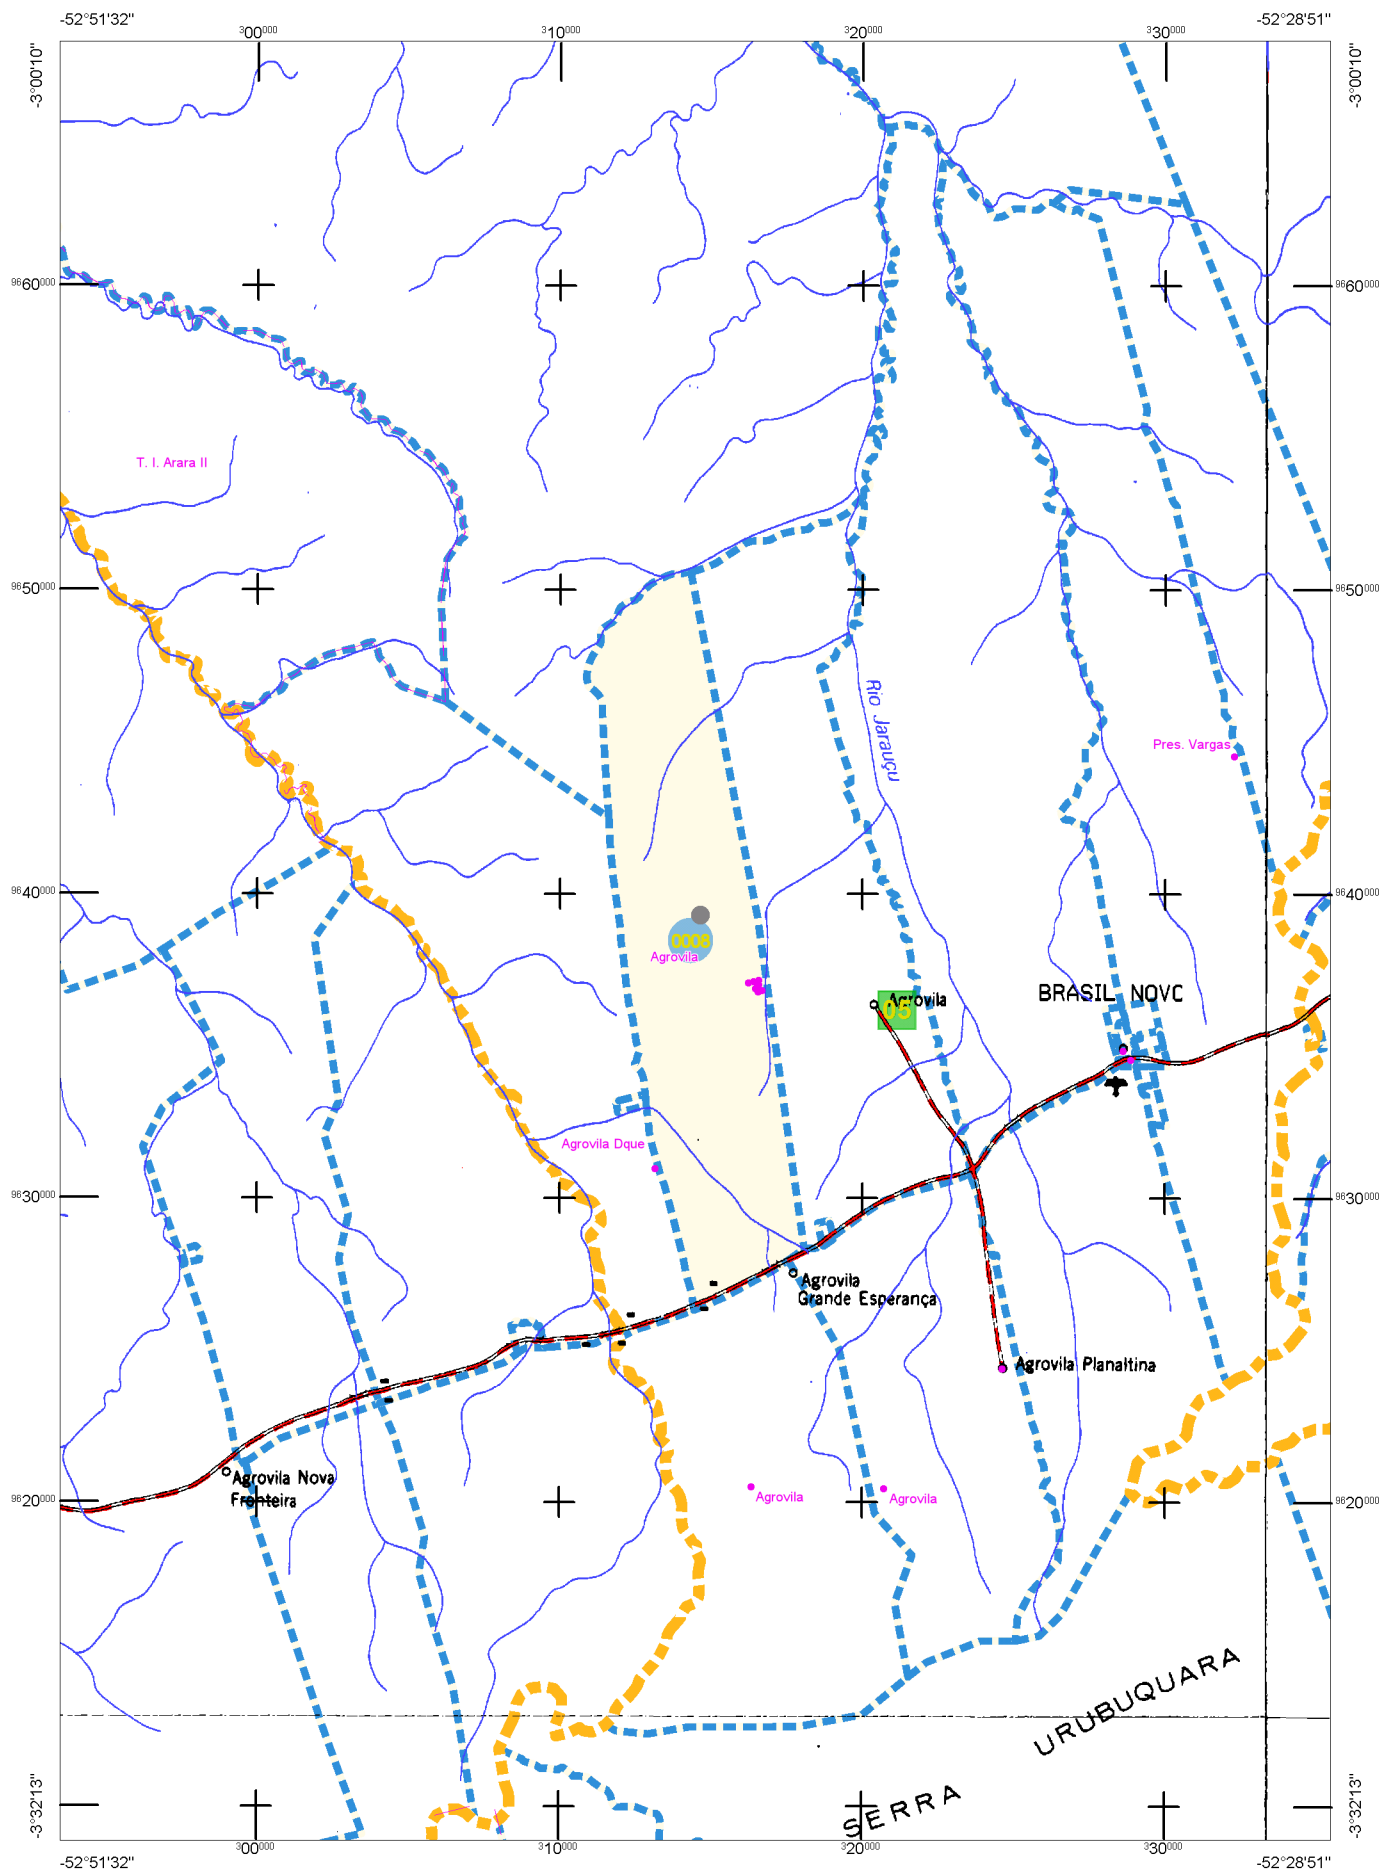 -52°51'32"
-52°28'51"
300000
310000
320000
330000
-3°00'10"
-3°00'10"
9660000
9660000
T. I. Arara II
9650000
9650000
Rio Jarauçu
Pres. Vargas
9640000
9640000
0008
Agrovila
BRASIL NOVO
Agrovila
05
Agrovila Dque
9630000
9630000
Agrovila
Grande Esperança
Agrovila Planaltina
Agrovila Nova
Fronteira
Agrovila
Agrovila
9620000
9620000
SERRA URUBUQUARA
-3°32'13"
-3°32'13"
300000
310000
320000
330000
-52°51'32"
-52°28'51"